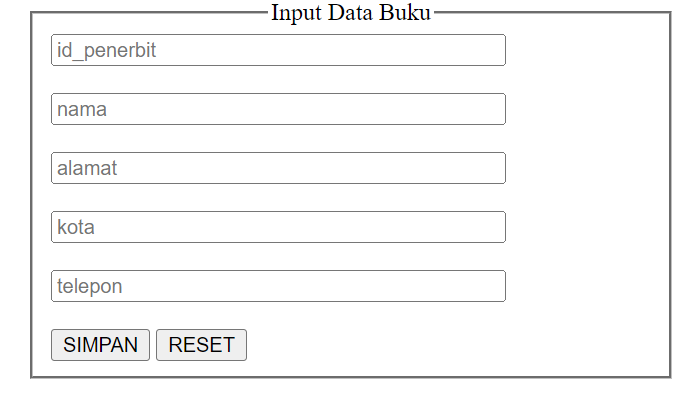 Input Data Buku
id_penerbit
nama
alamat
kota
telepon
SIMPAN RESET